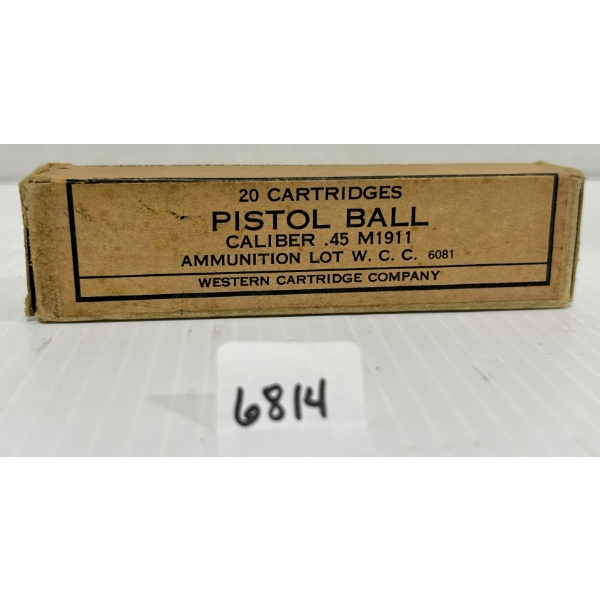 20 CARTRIDGES
PISTOL BALL
CALIBER .45 M1911
AMMUNITION LOT W. C. C. 6081
WESTERN CARTRIDGE COMPANY
6814